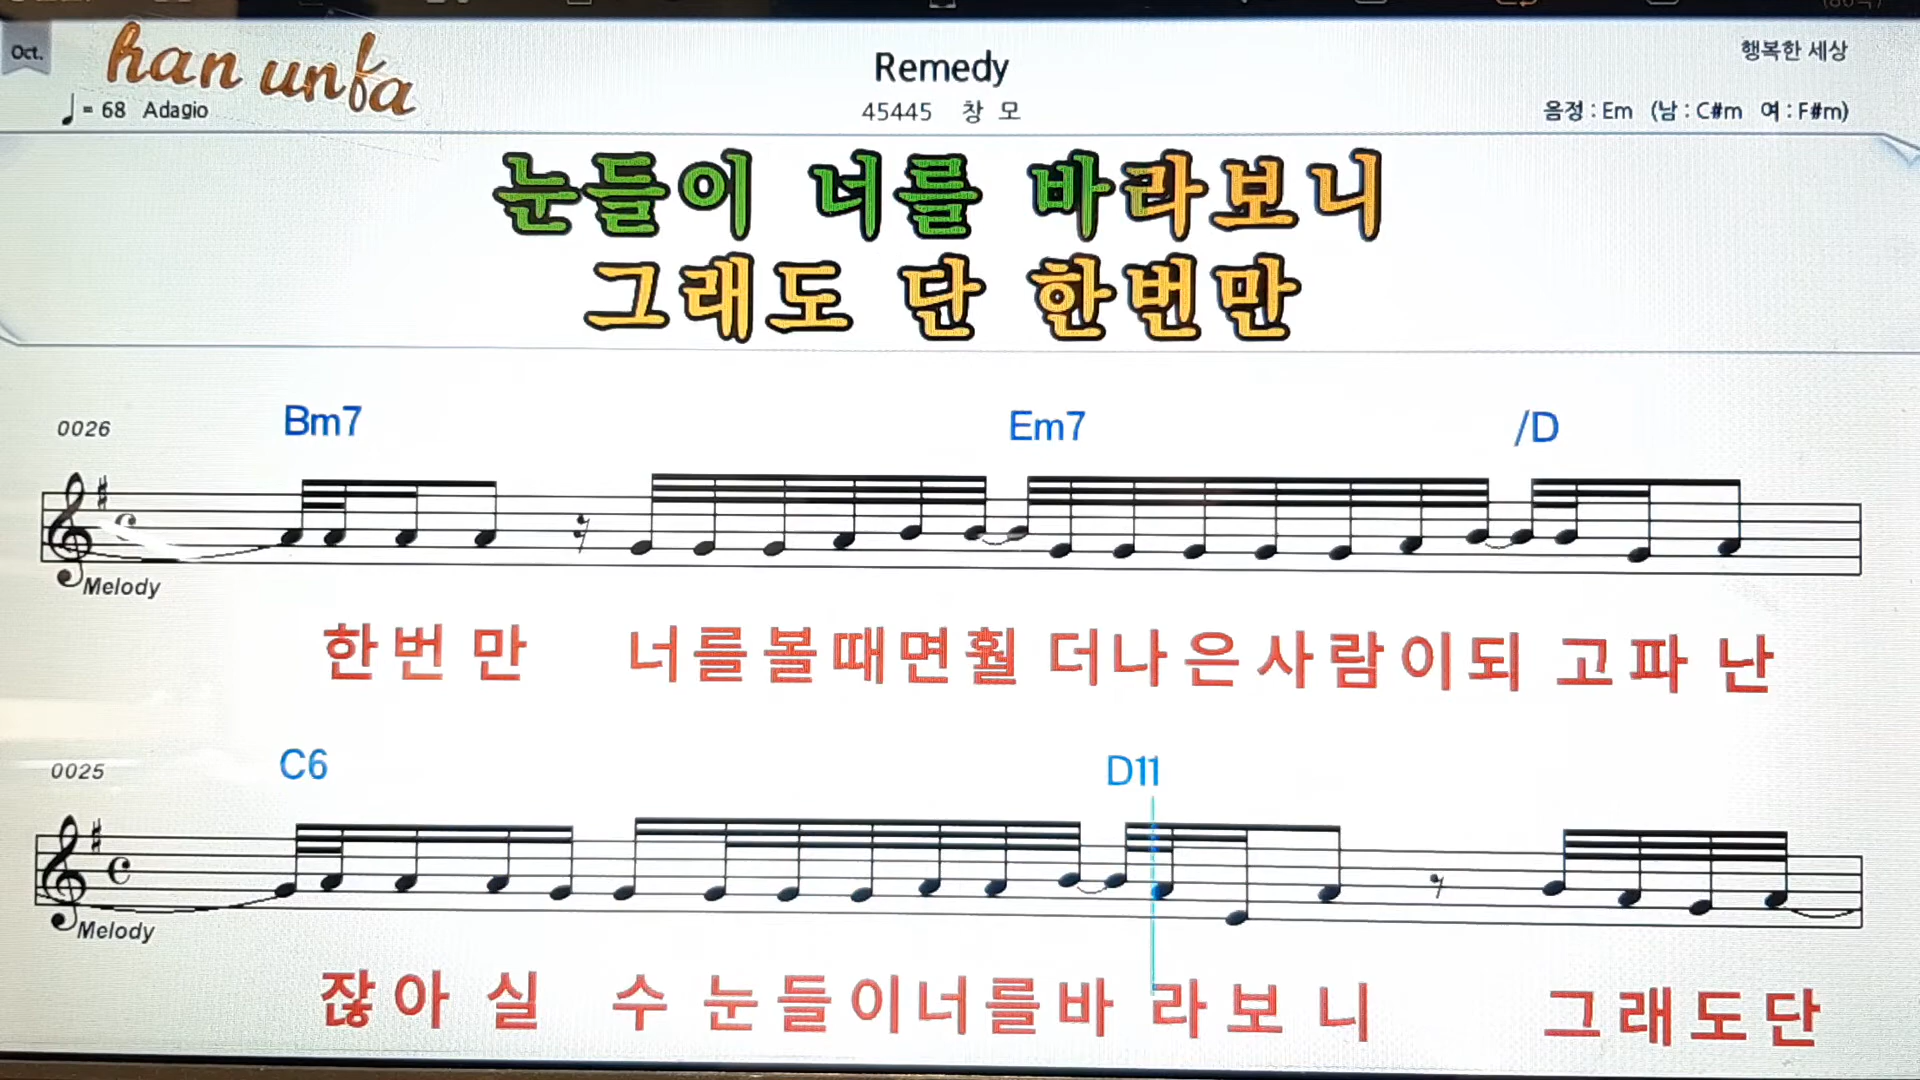 Oct.
han unfa
= 68 Adagio
Remedy
45445 창 모
행복한 세상
음정 : Em (남 : C#m 여 : F#m)
눈들이 너를 바라보니
그래도 단 한번만
0026
Bm7 Em7 /D
Melody
한 번 만 너 를 볼 때 면 훨 더 나 은 사 람 이 되 고 파 난
0025
C6 D11
Melody
잖 아 실 수 눈 들 이 너 를 바 라 보 니 그 래 도 단